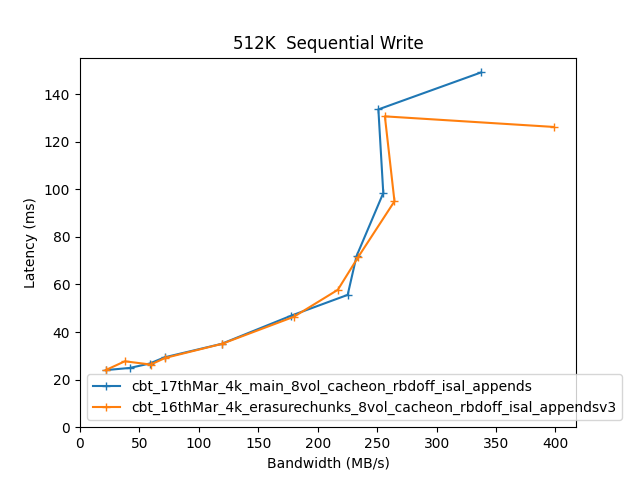 512K  Sequential Write
140
120
100
80
60
40
20
0
Latency (ms)
cbt_17thMar_4k_main_8vol_cacheon_rbdoff_isal_appends
cbt_16thMar_4k_erasurechunks_8vol_cacheon_rbdoff_isal_appendsv3
0 50 100 150 200 250 300 350 400
Bandwidth (MB/s)